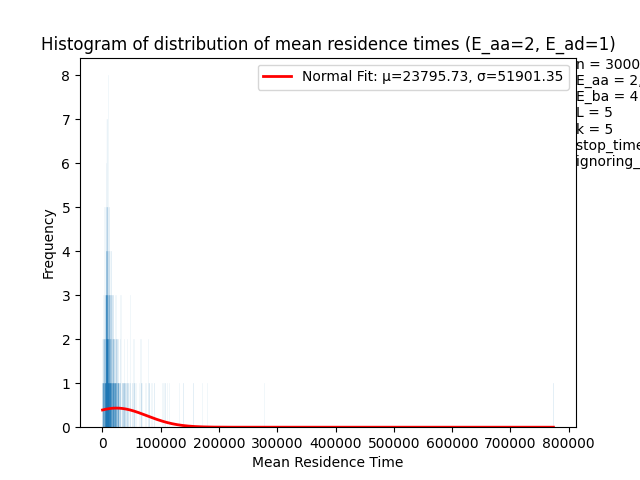 Histogram of distribution of mean residence times (E_aa=2, E_ad=1)
Normal Fit: μ=23795.73, σ=51901.35
n = 3000
E_aa = 2,
E_ba = 4
L = 5
k = 5
stop_time
ignoring_
Frequency
8
7
6
5
4
3
2
1
0
0 100000 200000 300000 400000 500000 600000 700000 800000
Mean Residence Time